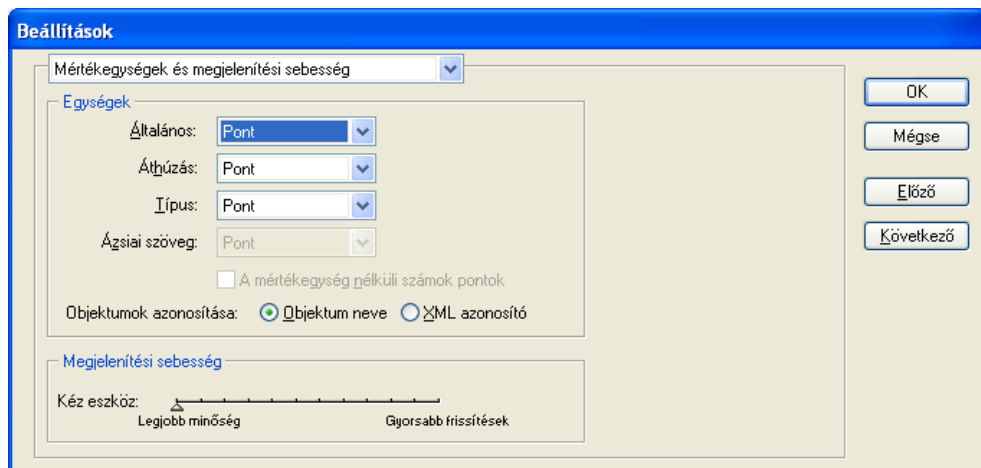 Beállítások
Mértékegységek és megjelenítési sebesség
OK
Mégse
Előző
Következő
Egységek
Általános: Pont
Áthúzás: Pont
Típus: Pont
Ázsiai szöveg: Pont
A mértékegység nélküli számok pontok
Objektumok azonosítása: Objektum neve XML azonosító
Megjelenítési sebesség
Kéz eszköz:
Legjobb minőség Gyorsabb frissítések